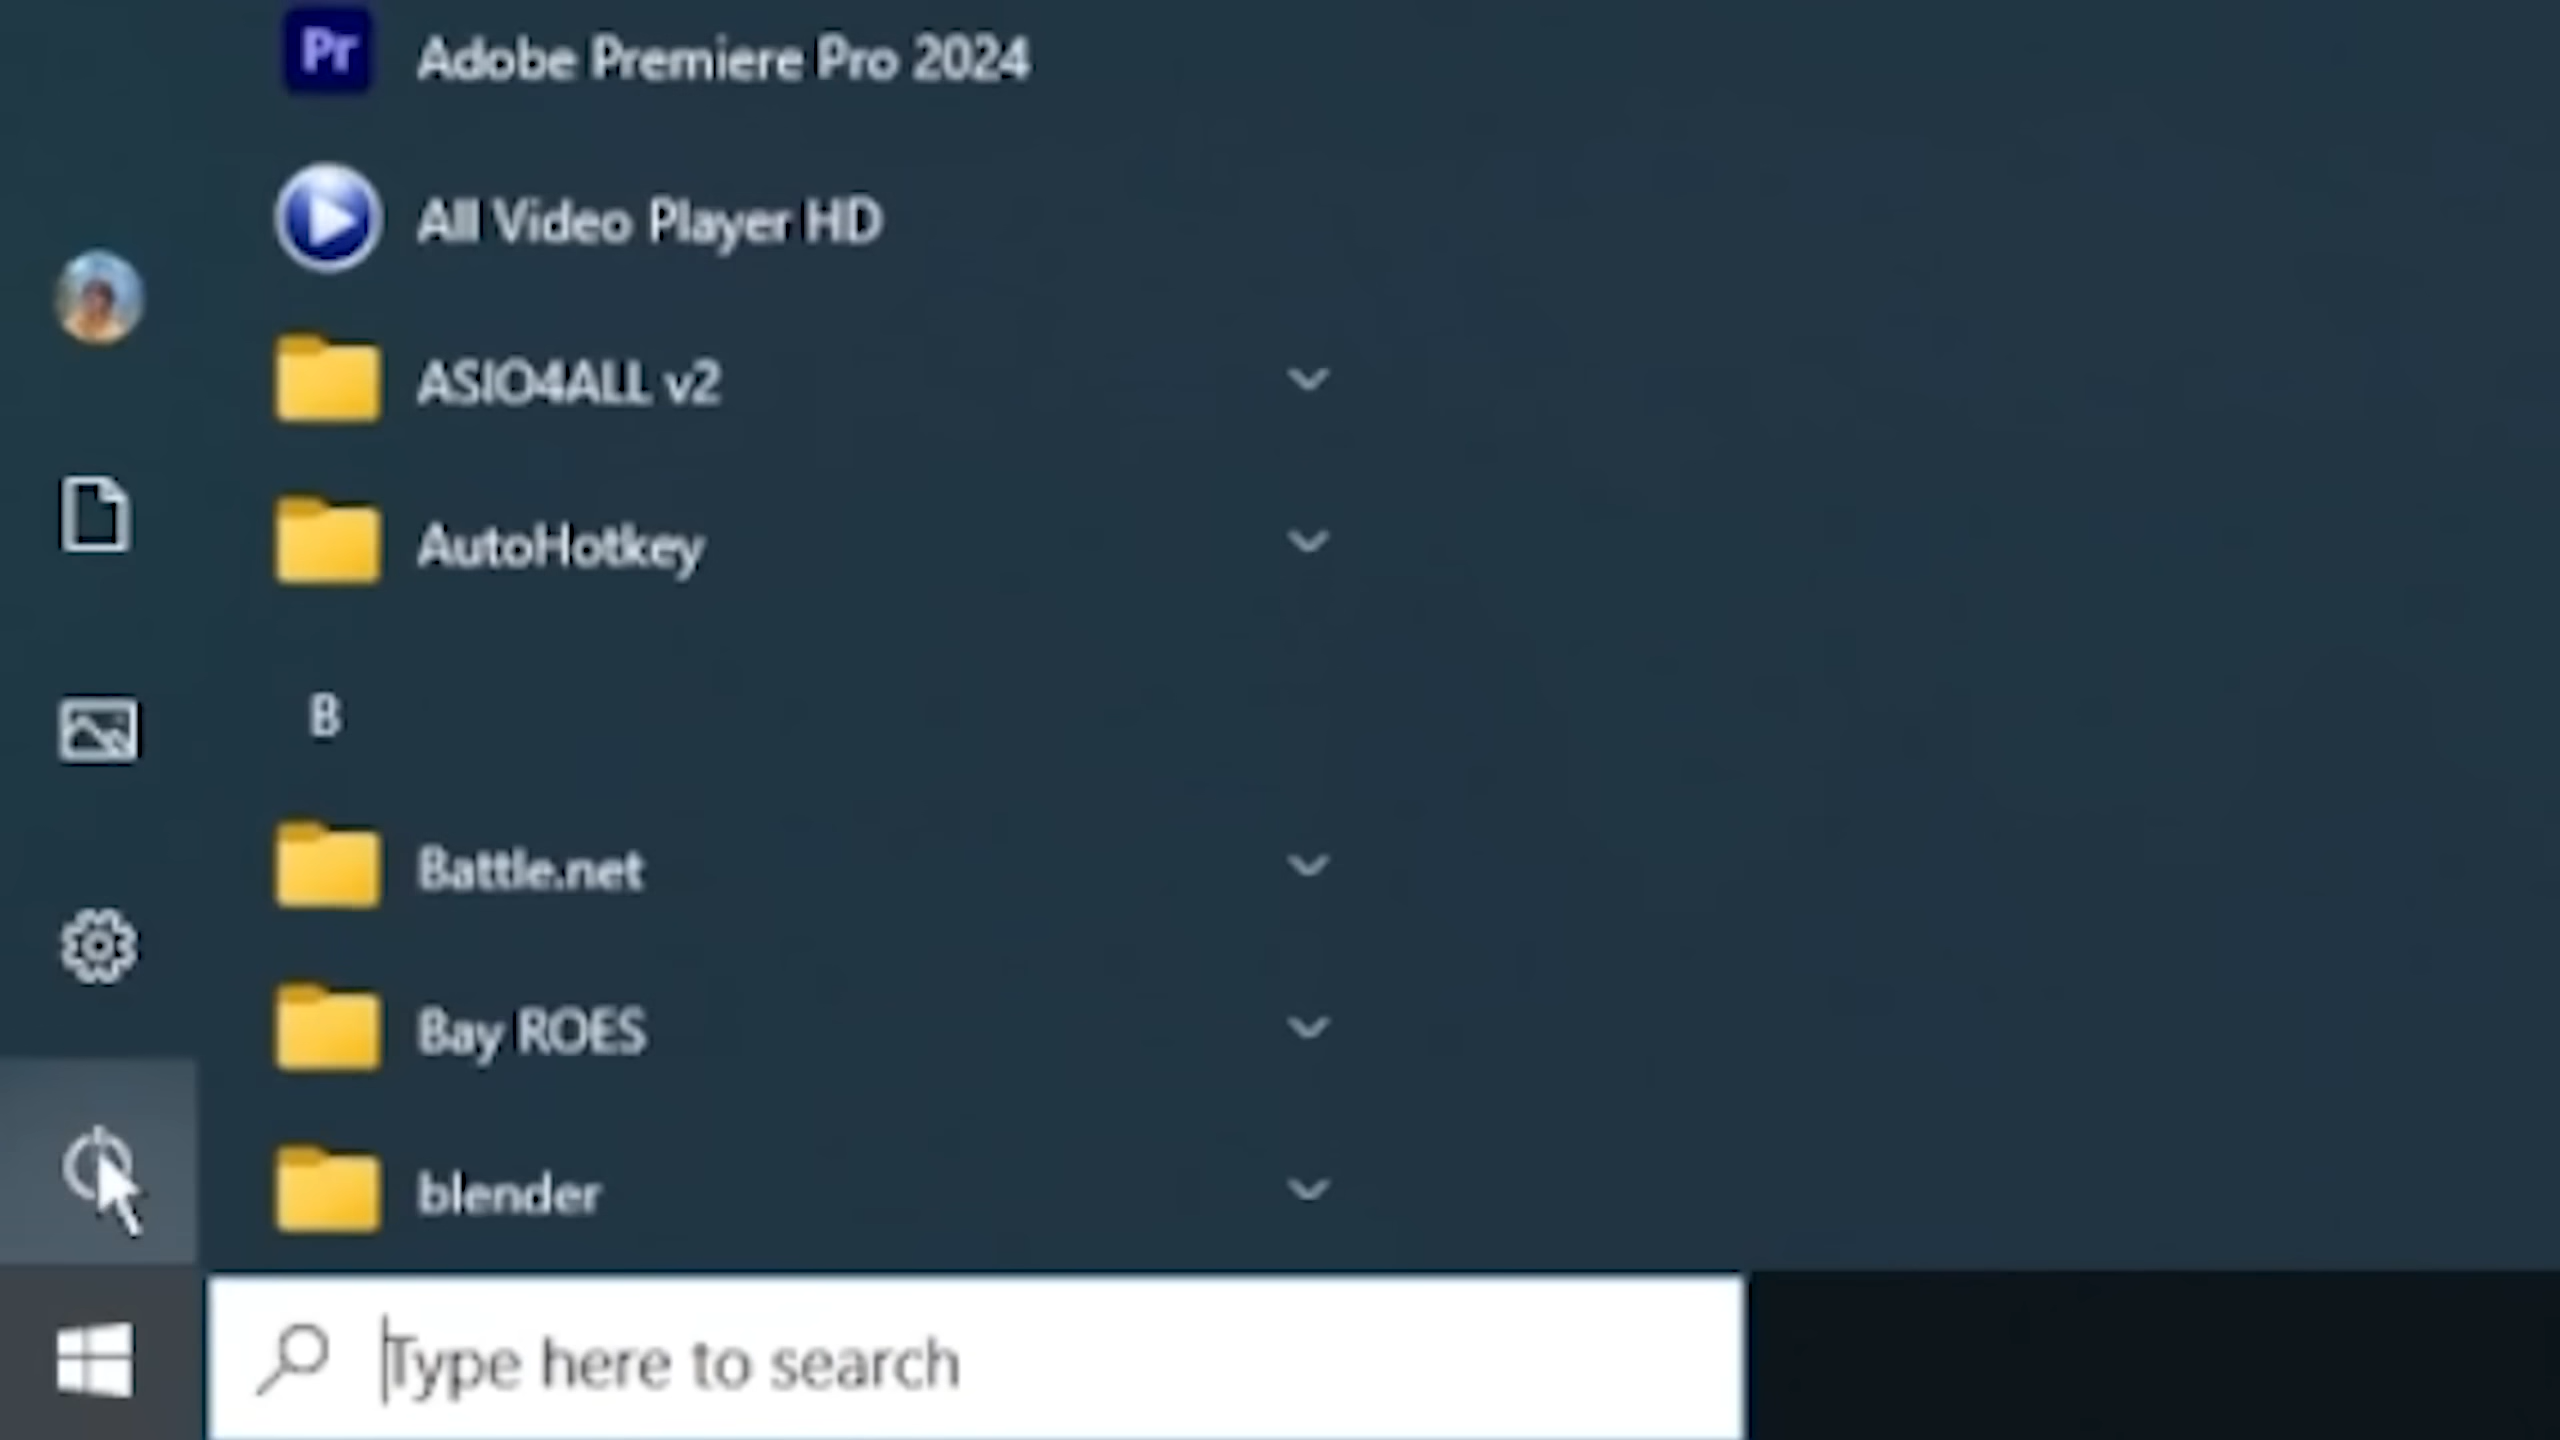 Pr Adobe Premiere Pro 2024
All Video Player HD
ASIO4ALL v2
AutoHotkey
B
Battle.net
Bay ROES
blender
Type here to search